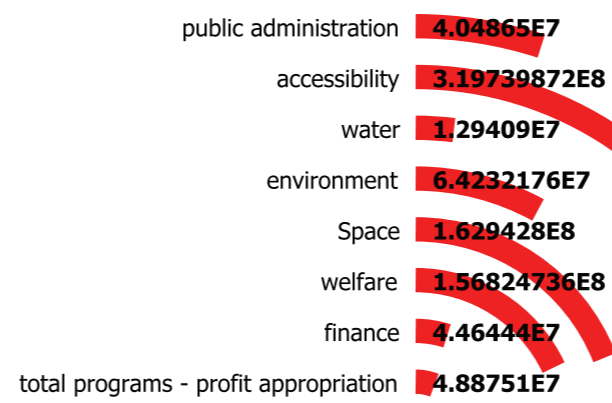 public administration 4.04865E7
accessibility 3.19739872E8
water 1.29409E7
environment 6.4232176E7
Space 1.629428E8
welfare 1.56824736E8
finance 4.46444E7
total programs - profit appropriation 4.88751E7